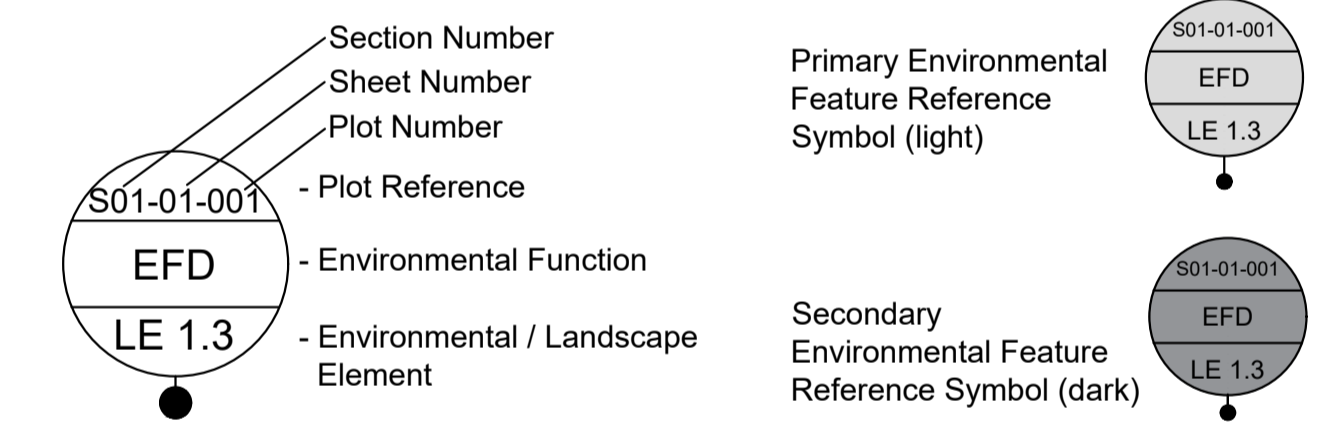 Section Number
Sheet Number
Plot Number
S01-01-001
- Plot Reference
EFD
- Environmental Function
LE 1.3
- Environmental / Landscape
Element
Primary Environmental
Feature Reference
Symbol (light)
S01-01-001
EFD
LE 1.3
Secondary
Environmental Feature
Reference Symbol (dark)
S01-01-001
EFD
LE 1.3